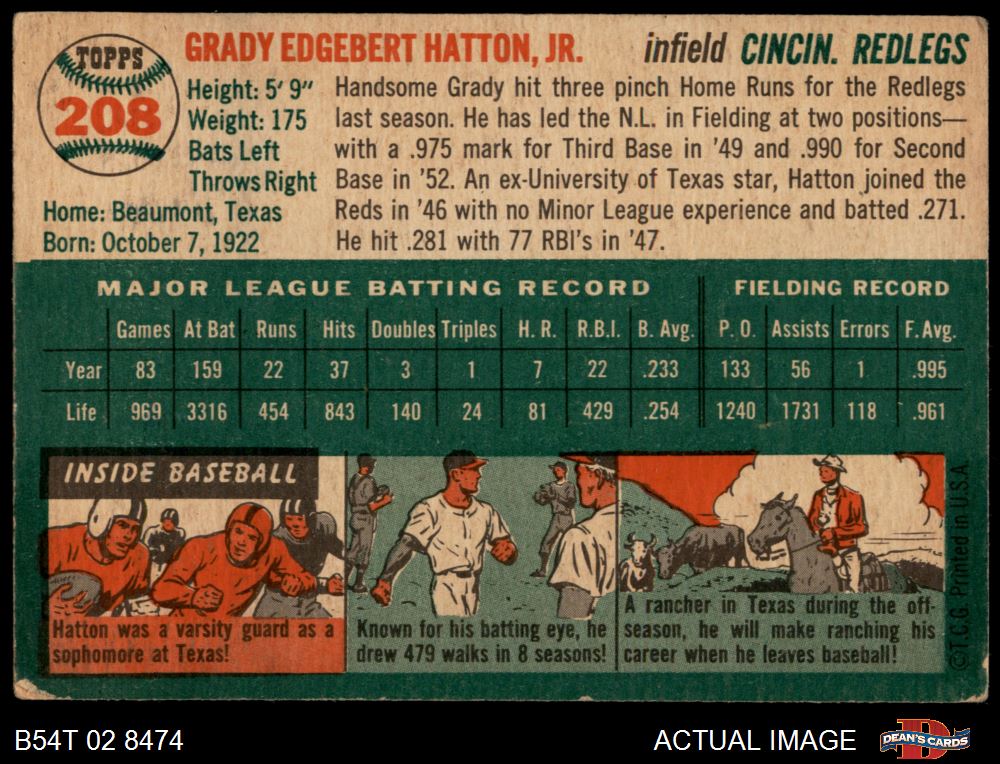 TOPPS
208
GRADY EDGEBERT HATTON, JR. infield CINCIN. REDLEGS
Height: 5' 9"
Weight: 175
Bats Left
Throws Right
Home: Beaumont, Texas
Born: October 7, 1922
Handsome Grady hit three pinch Home Runs for the Redlegs
last season. He has led the N.L. in Fielding at two positions—
with a .975 mark for Third Base in '49 and .990 for Second
Base in '52. An ex-University of Texas star, Hatton joined the
Reds in '46 with no Minor League experience and batted .271.
He hit .281 with 77 RBI's in '47.
MAJOR LEAGUE BATTING RECORD FIELDING RECORD
Games At Bat Runs Hits Doubles Triples H. R. R.B.I. B. Avg. P. O. Assists Errors F. Avg.
Year 83 159 22 37 3 1 7 22 .233 133 56 1 .995
Life 969 3316 454 843 140 24 81 429 .254 1240 1731 118 .961
INSIDE BASEBALL
Hatton was a varsity guard as a
sophomore at Texas!
Known for his batting eye, he
drew 479 walks in 8 seasons!
A rancher in Texas during the off-
season, he will make ranching his
career when he leaves baseball!
©T.C.G. Printed in U.S.A.
B54T 02 8474
ACTUAL IMAGE
D
DEAN'S CARDS